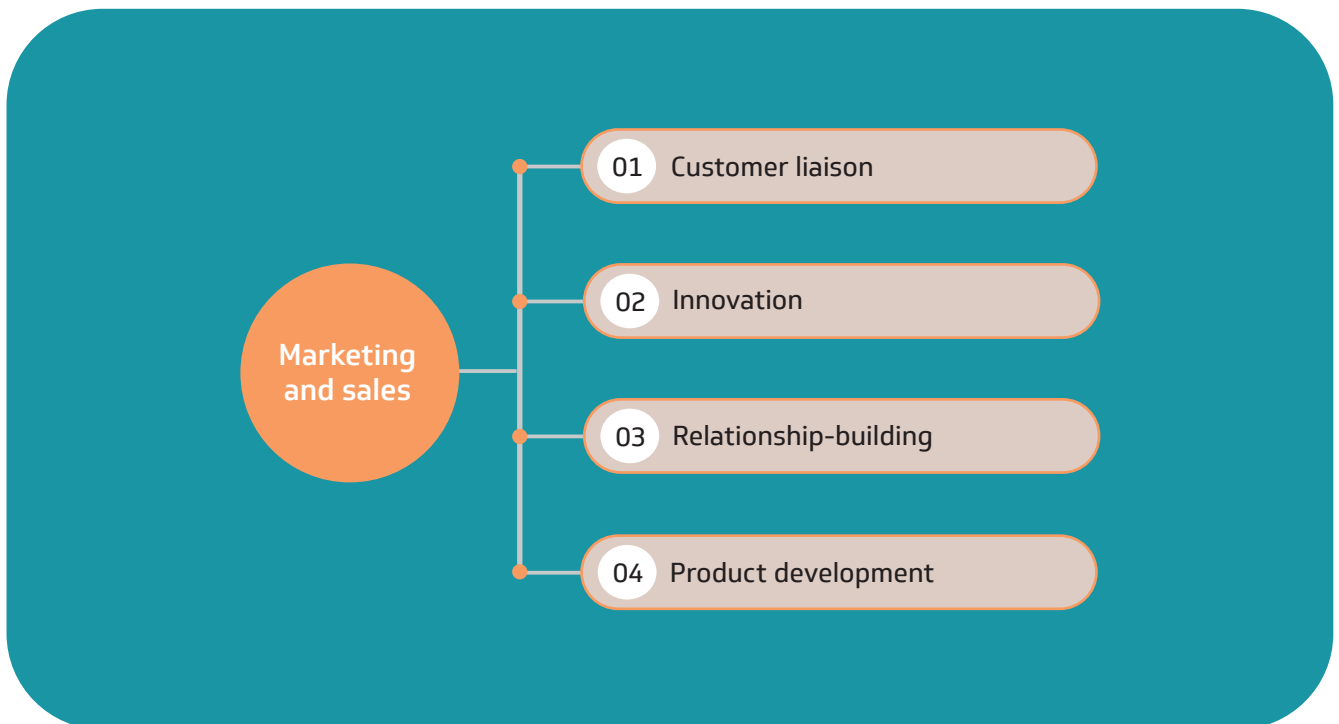 Marketing
and sales
01 Customer liaison
02 Innovation
03 Relationship-building
04 Product development